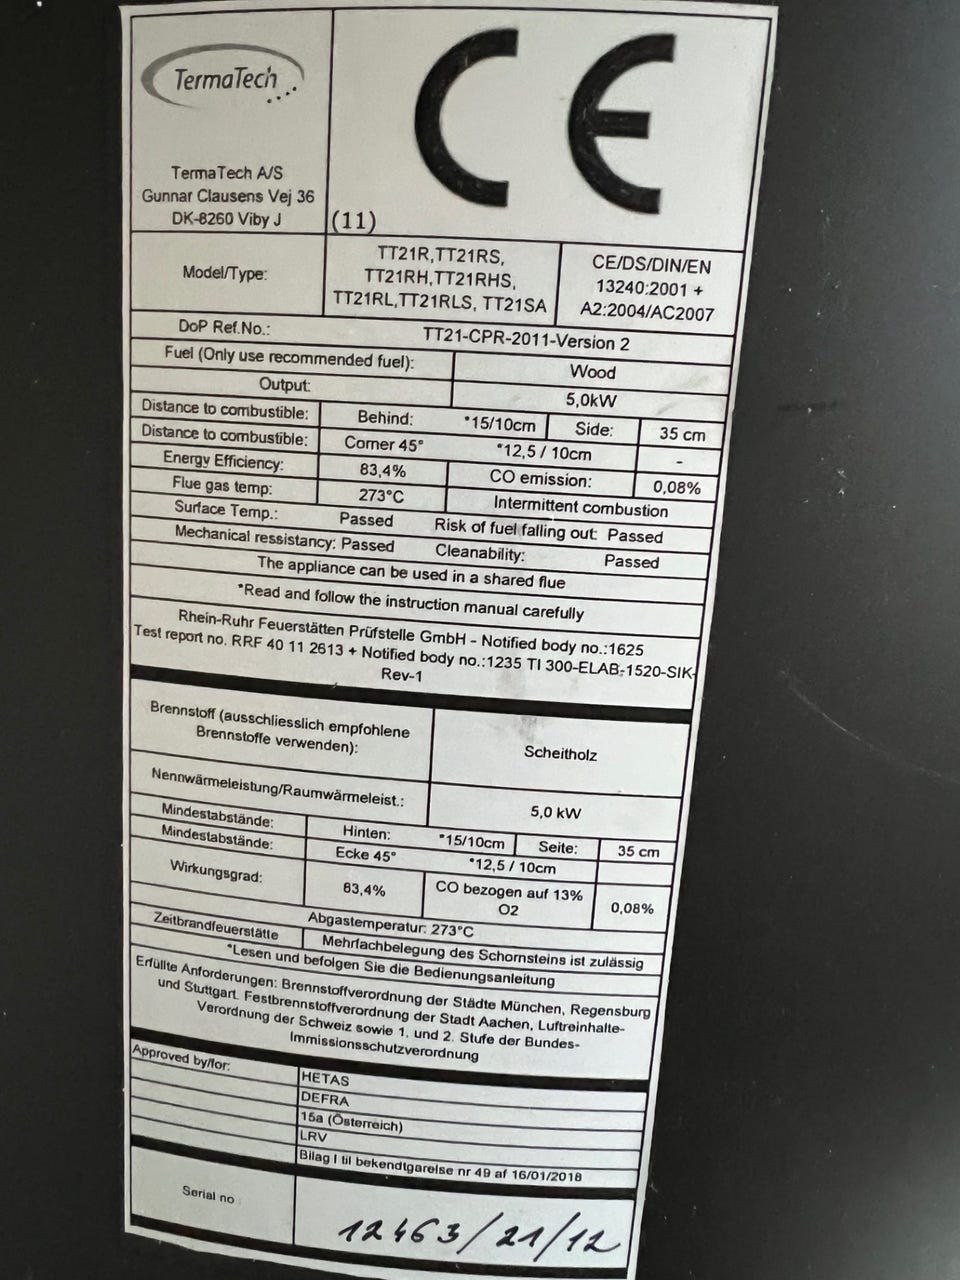 TermaTech
TermaTech A/S
Gunnar Clausens Vej 36
DK-8260 Viby J
CE
(11)
Model/Type:
TT21R,TT21RS,
TT21RH,TT21RHS,
TT21RL,TT21RLS, TT21SA
CE/DS/DIN/EN
13240:2001 +
A2:2004/AC2007
DoP Ref.No.: TT21-CPR-2011-Version 2
Fuel (Only use recommended fuel): Wood
Output: 5,0kW
Distance to combustible: Behind: *15/10cm Side: 35 cm
Distance to combustible: Corner 45° *12,5 / 10cm -
Energy Efficiency: 83,4% CO emission: 0,08%
Flue gas temp: 273°C Intermittent combustion
Surface Temp.: Passed Risk of fuel falling out: Passed
Mechanical ressistancy: Passed Cleanability: Passed
The appliance can be used in a shared flue
*Read and follow the instruction manual carefully
Rhein-Ruhr Feuerstätten Prüfstelle GmbH - Notified body no.:1625
Test report no. RRF 40 11 2613 + Notified body no.:1235 TI 300-ELAB-1520-SIK-
Rev-1
Brennstoff (ausschliesslich empfohlene
Brennstoffe verwenden):
Scheitholz
Nennwärmeleistung/Raumwärmeleist.: 5,0 kW
Mindestabstände: Hinten: *15/10cm Seite: 35 cm
Mindestabstände: Ecke 45° *12,5 / 10cm
Wirkungsgrad: 83,4%
CO bezogen auf 13%
O2
0,08%
Abgastemperatur: 273°C
Zeitbrandfeuerstätte Mehrfachbelegung des Schornsteins ist zulässig
*Lesen und befolgen Sie die Bedienungsanleitung
Erfüllte Anforderungen: Brennstoffverordnung der Städte München, Regensburg
und Stuttgart. Festbrennstoffverordnung der Stadt Aachen, Luftreinhalte-
Verordnung der Schweiz sowie 1. und 2. Stufe der Bundes-
Immissionsschutzverordnung
Approved by/for:
HETAS
DEFRA
15a (Österreich)
LRV
Bilag I til bekendtgarelse nr 49 af 16/01/2018
Serial no
12463/21/12